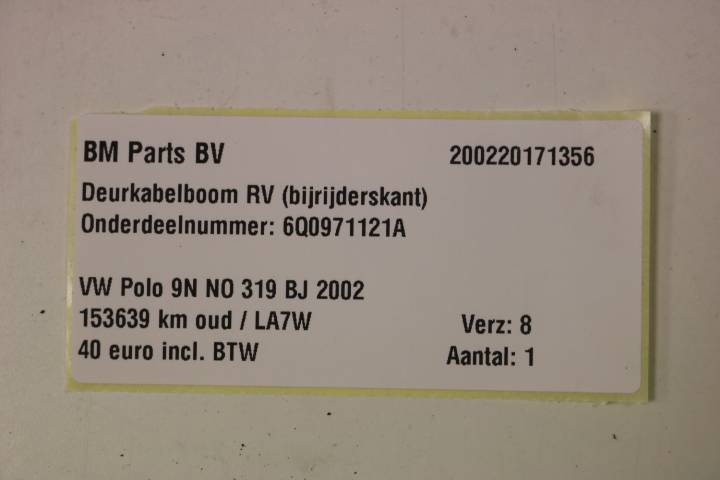 BM Parts BV 200220171356
Deurkabelboom RV (bijrijderskant)
Onderdeelnummer: 6Q0971121A
VW Polo 9N NO 319 BJ 2002
153639 km oud / LA7W Verz: 8
40 euro incl. BTW Aantal: 1